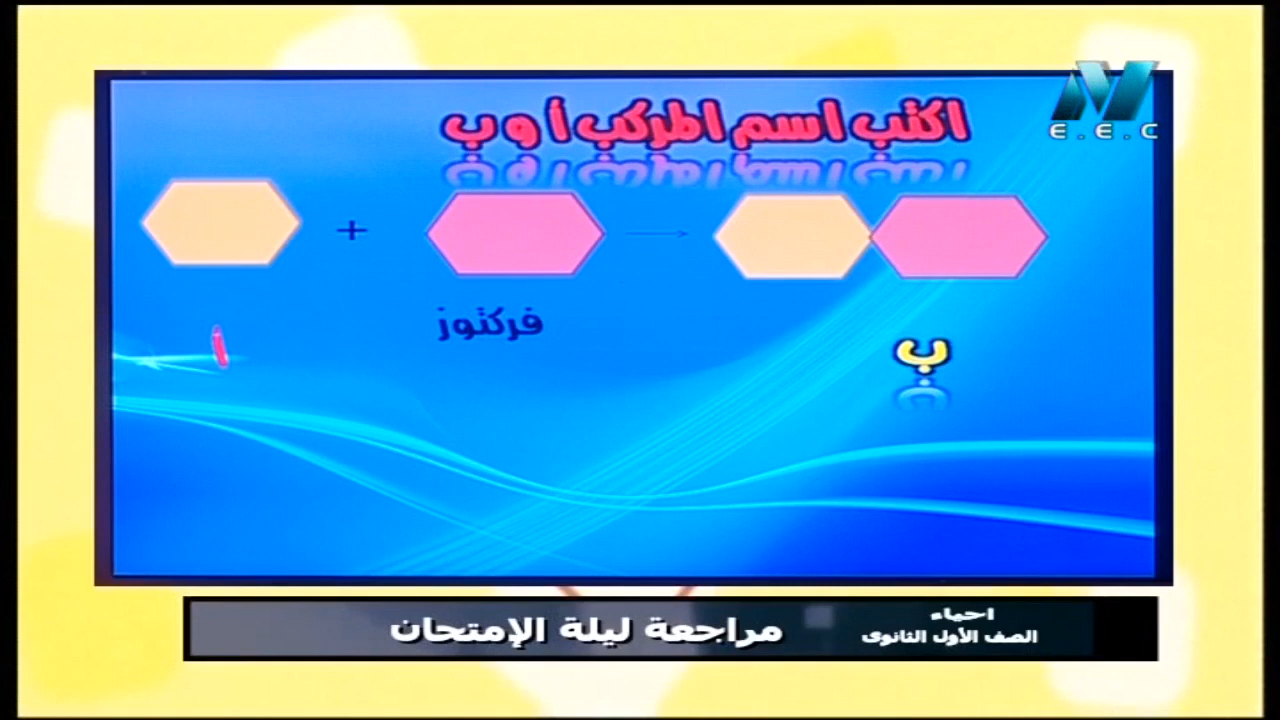 اكتب اسم المركب أ و ب
E.E.C
+
فركتوز
ا
ب
احياء
الصف الأول الثانوى
مراجعة ليلة الإمتحان